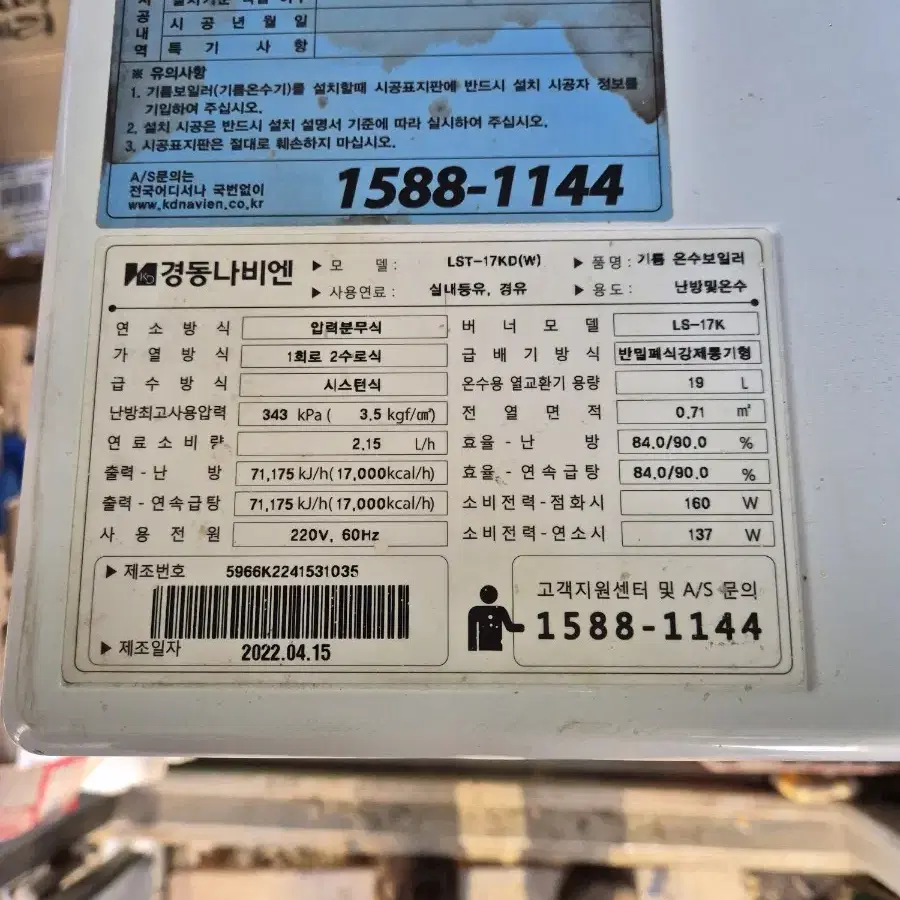 공 시 공 년 월 일
내
역 특 기 사 항
※ 유의사항
1. 기름보일러(기름온수기)를 설치할때 시공표지판에 반드시 설치 시공자 정보를
기입하여 주십시오.
2. 설치 시공은 반드시 설치 설명서 기준에 따라 실시하여 주십시오.
3. 시공표지판은 절대로 훼손하지 마십시오.
A/S문의는
전국어디서나 국번없이
www.kdnavien.co.kr
1588-1144
KD 경동나비엔 ▶ 모 델 : LST-17KD(W) ▶ 품명 : 기름 온수보일러
▶ 사용연료 : 실내등유, 경유 ▶ 용도 : 난방및온수
연 소 방 식 압력분무식 버 너 모 델 LS-17K
가 열 방 식 1회로 2수로식 급 배 기 방 식 반밀폐식강제통기형
급 수 방 식 시스턴식 온수용 열교환기 용량 19 L
난방최고사용압력 343 kPa ( 3.5 kgf/㎠) 전 열 면 적 0.71 ㎡
연 료 소 비 량 2.15 L/h 효 율 - 난 방 84.0/90.0 %
출력 - 난 방 71,175 kJ/h( 17,000kcal/h) 효율 - 연 속 급 탕 84.0/90.0 %
출력 - 연속급탕 71,175 kJ/h( 17,000kcal/h) 소비전력-점화시 160 W
사 용 전 원 220V, 60Hz 소비전력-연소시 137 W
▶ 제조번호 5966K2241531035
▶ 제조일자 2022.04.15
고객지원센터 및 A/S 문의
1588-1144